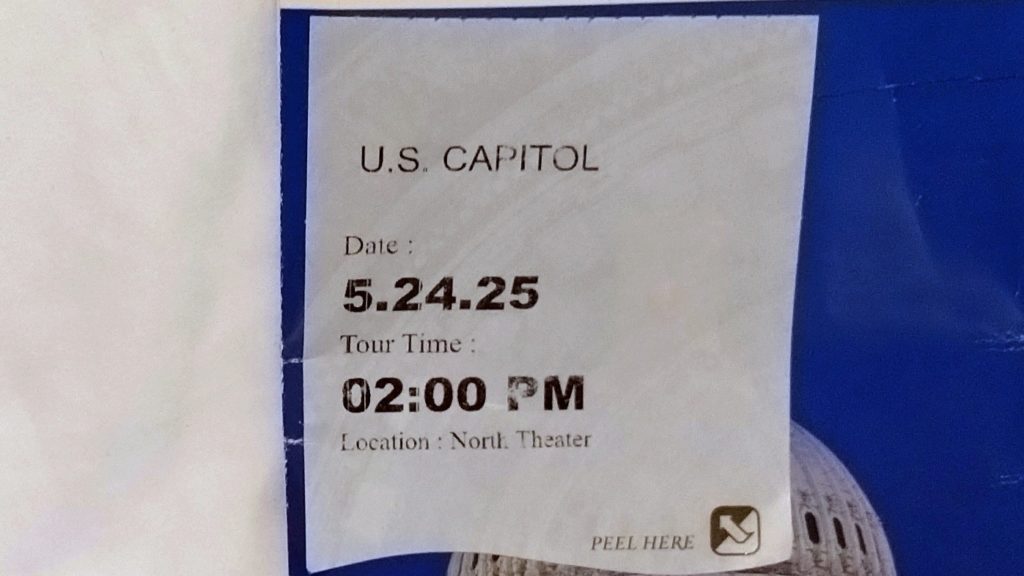 U.S. CAPITOL
Date :
5.24.25
Tour Time :
02:00 PM
Location : North Theater
PEEL HERE